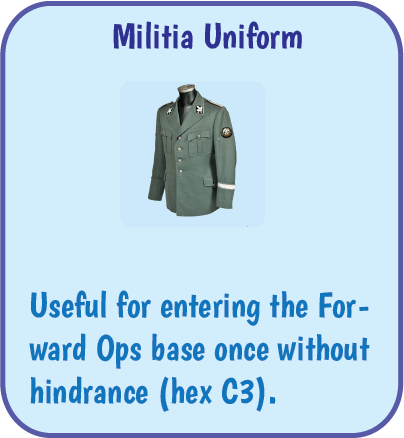 Militia Uniform
Useful for entering the For-
ward Ops base once without
hindrance (hex C3).